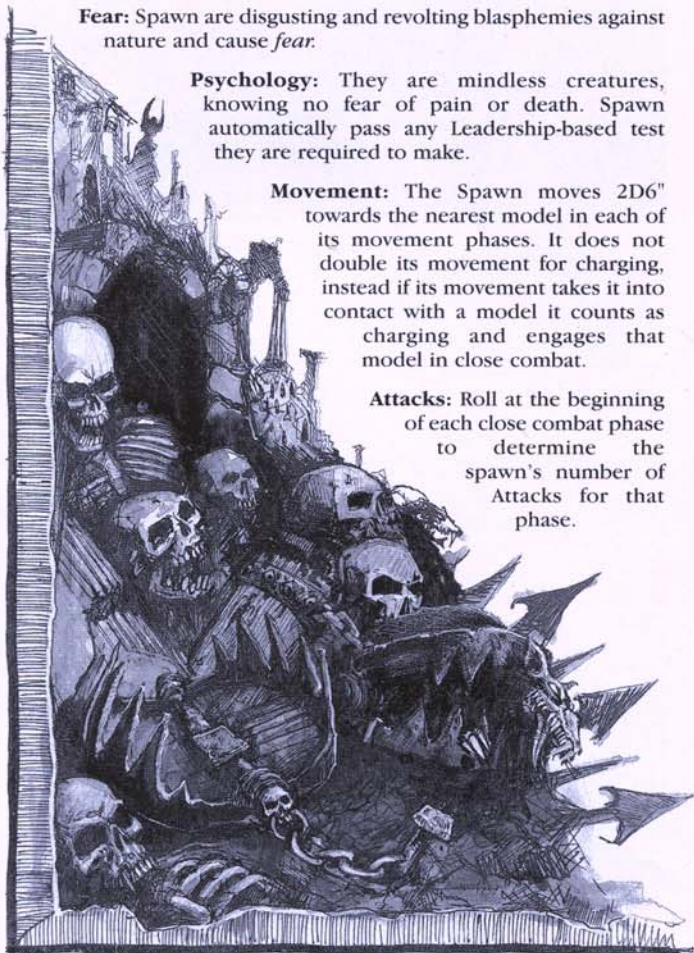 Fear: Spawn are disgusting and revolting blasphemies against
nature and cause fear.
Psychology: They are mindless creatures,
knowing no fear of pain or death. Spawn
automatically pass any Leadership-based test
they are required to make.
Movement: The Spawn moves 2D6"
towards the nearest model in each of
its movement phases. It does not
double its movement for charging,
instead if its movement takes it into
contact with a model it counts as
charging and engages that
model in close combat.
Attacks: Roll at the beginning
of each close combat phase
to determine the
spawn's number of
Attacks for that
phase.